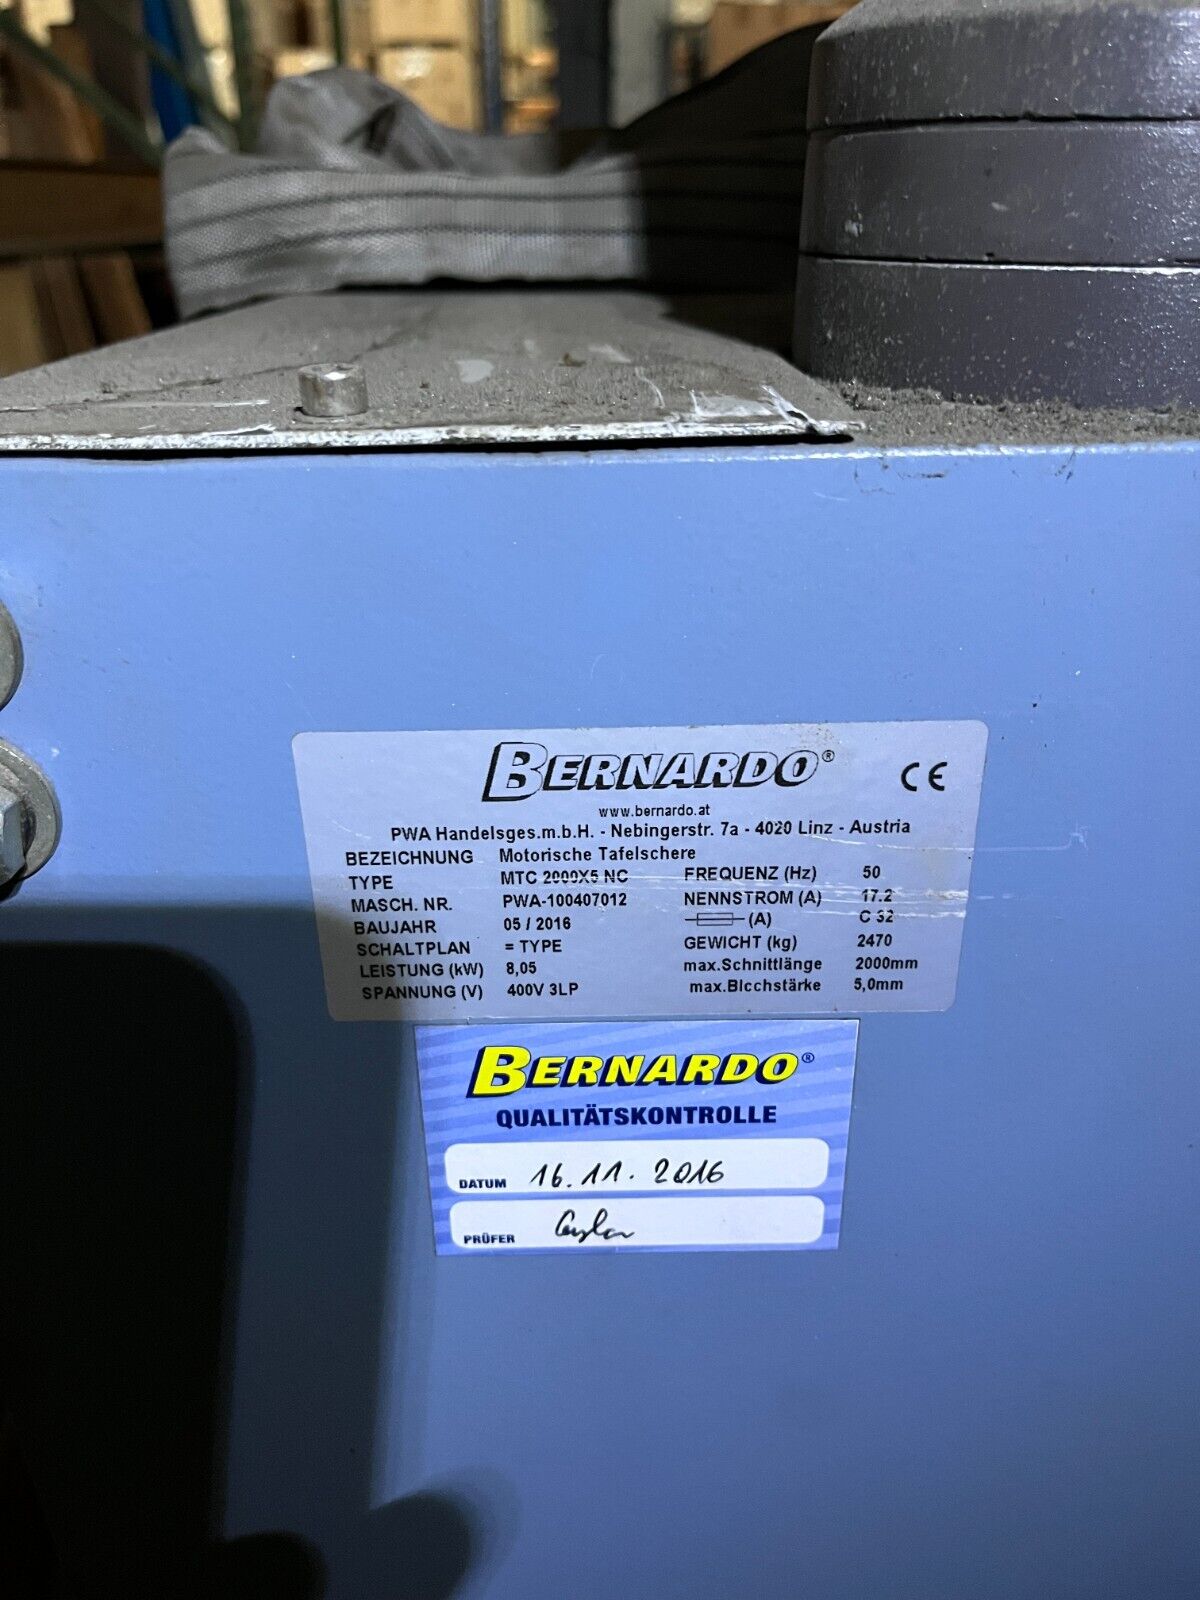 BERNARDO®
CE
www.bernardo.at
PWA Handelsges.m.b.H. - Nebingerstr. 7a - 4020 Linz - Austria
BEZEICHNUNG Motorische Tafelschere
TYPE MTC 2000X5 NC FREQUENZ (Hz) 50
MASCH. NR. PWA-100407012 NENNSTROM (A) 17.2
BAUJAHR 05 / 2016 (A) C 32
SCHALTPLAN = TYPE GEWICHT (kg) 2470
LEISTUNG (kW) 8,05 max.Schnittlänge 2000mm
SPANNUNG (V) 400V 3LP max.Blechstärke 5,0mm
BERNARDO®
QUALITÄTSKONTROLLE
DATUM 16.11.2016
PRÜFER